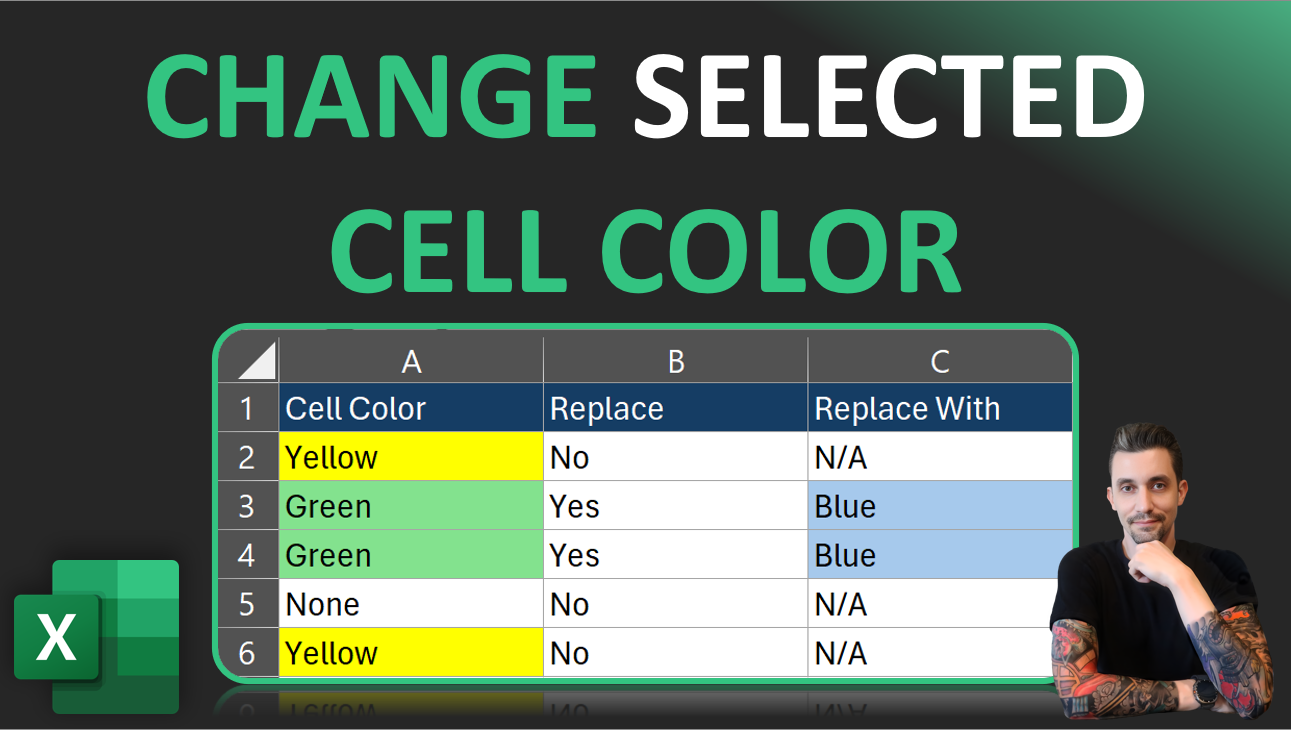 CHANGE SELECTED
CELL COLOR
A B C
1 Cell Color Replace Replace With
2 Yellow No N/A
3 Green Yes Blue
4 Green Yes Blue
5 None No N/A
6 Yellow No N/A
X